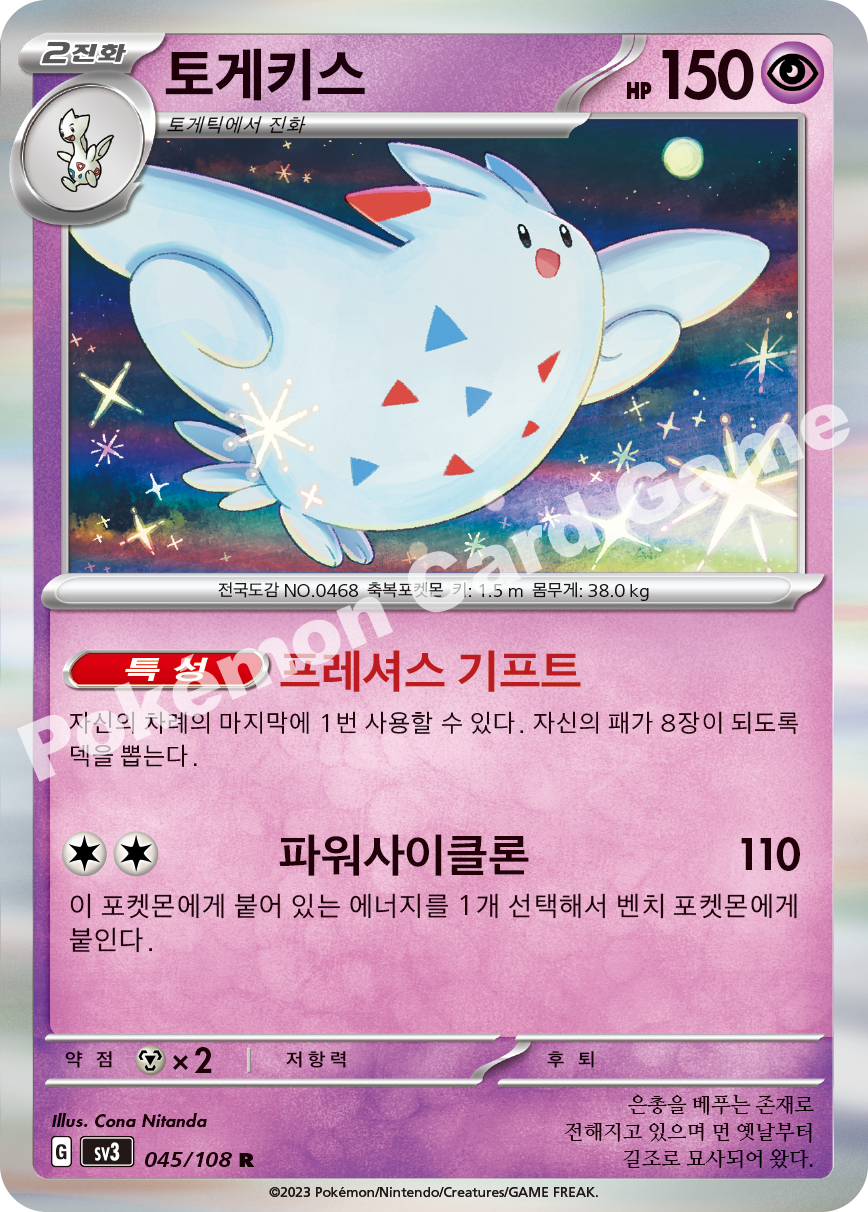 2진화
토게키스
HP 150
토게틱에서 진화
전국도감 NO.0468 축복포켓몬 키: 1.5 m 몸무게: 38.0 kg
특성 프레셔스 기프트
자신의 차례의 마지막에 1번 사용할 수 있다. 자신의 패가 8장이 되도록
덱을 뽑는다.
파워사이클론 110
이 포켓몬에게 붙어 있는 에너지를 1개 선택해서 벤치 포켓몬에게
붙인다.
약점 ×2 저항력 후퇴
Illus. Cona Nitanda
G sv3 045/108 R
은총을 베푸는 존재로
전해지고 있으며 먼 옛날부터
길조로 묘사되어 왔다.
©2023 Pokémon/Nintendo/Creatures/GAME FREAK.
Pokémon Card Game